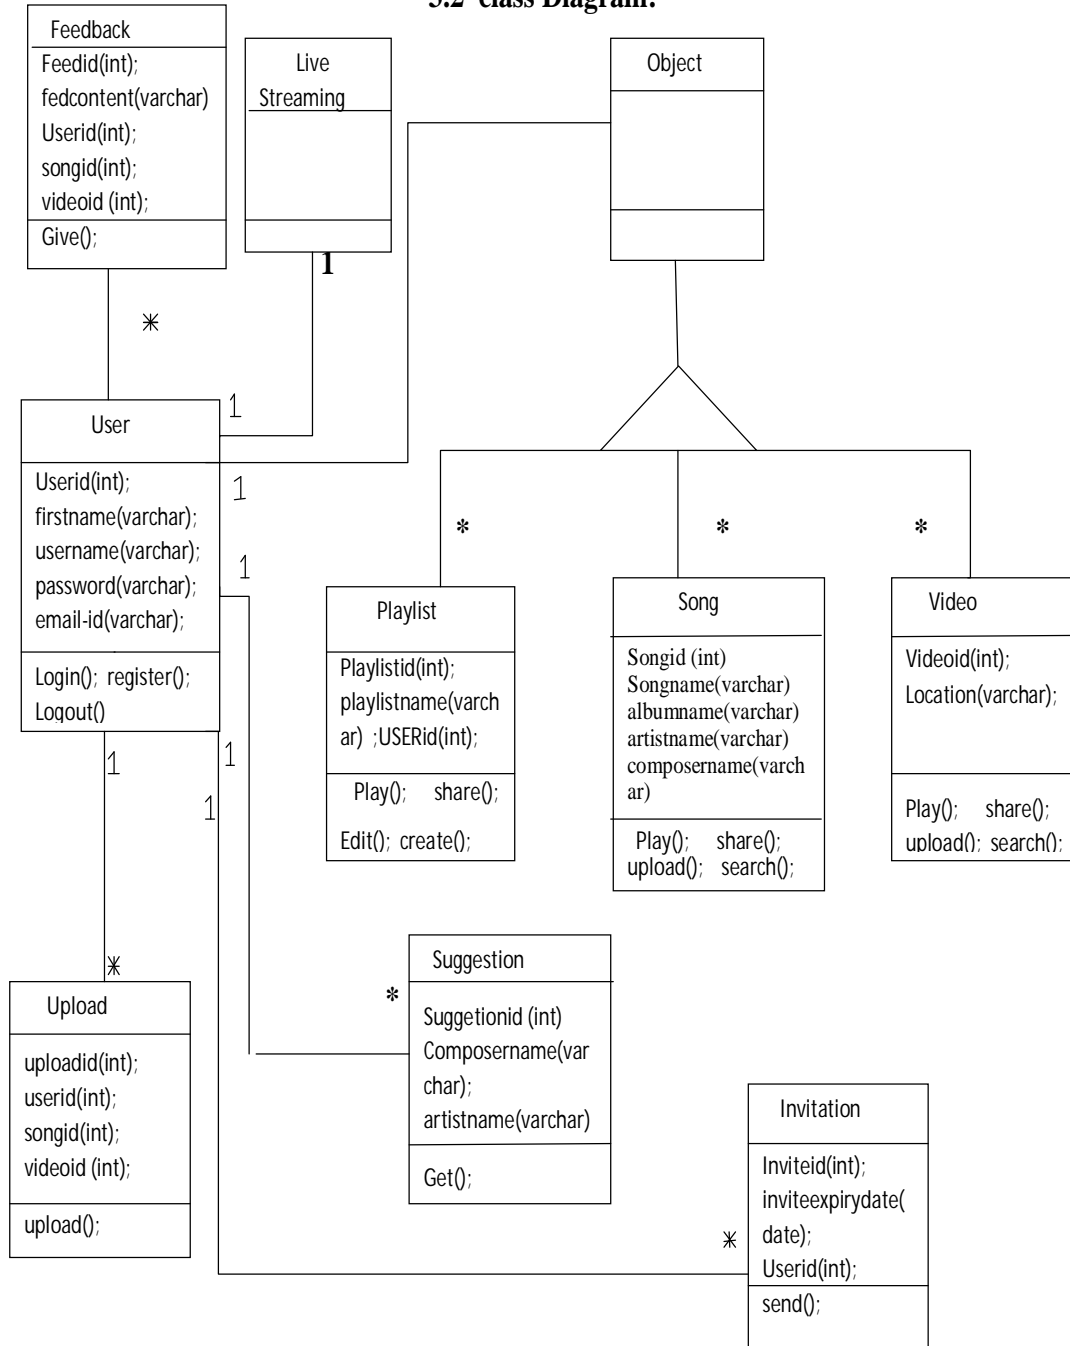 3.2 class Diagram:
Feedback
Feedid(int);
fedcontent(varchar)
Userid(int);
songid(int);
videoid (int);
Give();
Live
Streaming
Object
1
*
User
Userid(int);
firstname(varchar);
username(varchar);
password(varchar);
email-id(varchar);
Login(); register();
Logout()
1
1
1
1
1
1
*
*
*
Playlist
Playlistid(int);
playlistname(varch
ar) ;USERid(int);
Play(); share();
Edit(); create();
Song
Songid (int)
Songname(varchar)
albumname(varchar)
artistname(varchar)
composername(varch
ar)
Play(); share();
upload(); search();
Video
Videoid(int);
Location(varchar);
Play(); share();
upload(); search();
*
Upload
uploadid(int);
userid(int);
songid(int);
videoid (int);
upload();
*
Suggestion
Suggetionid (int)
Composername(var
char);
artistname(varchar)
Get();
*
Invitation
Inviteid(int);
inviteexpirydate(
date);
Userid(int);
send();